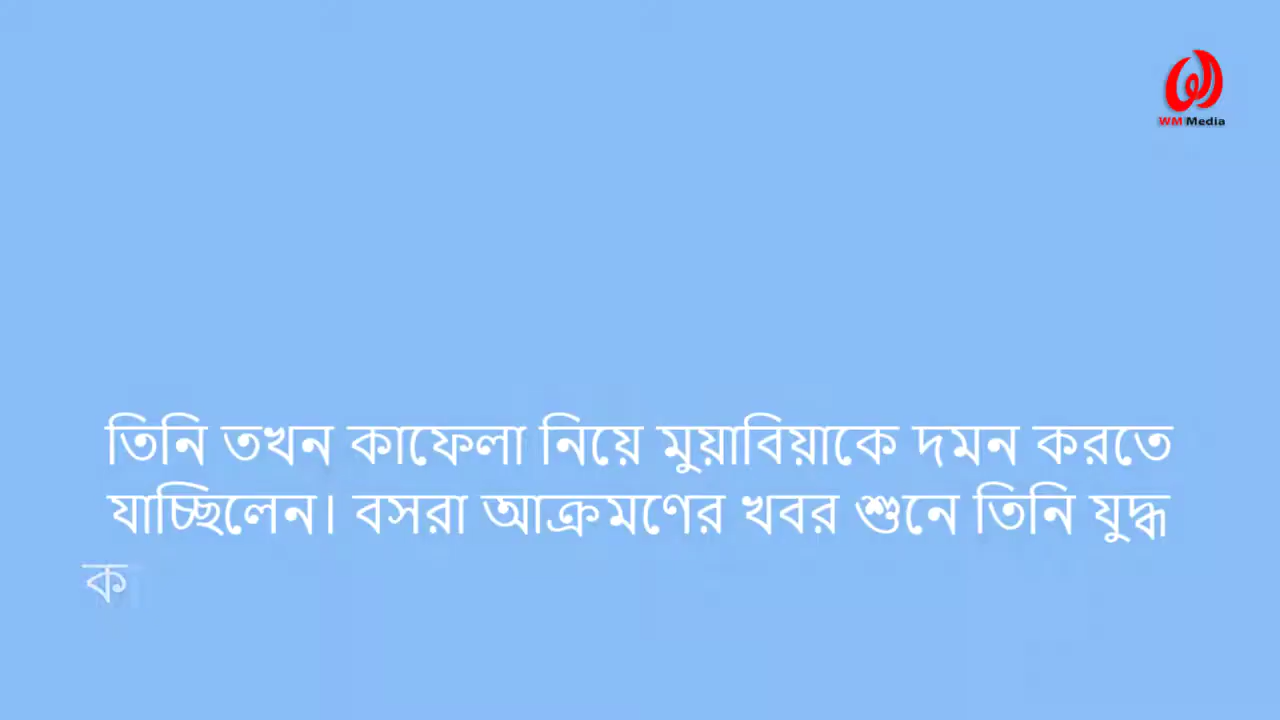 WM Media
তিনি তখন কাফেলা নিয়ে মুয়াবিয়াকে দমন করতে
যাচ্ছিলেন। বসরা আক্রমণের খবর শুনে তিনি যুদ্ধ
ক